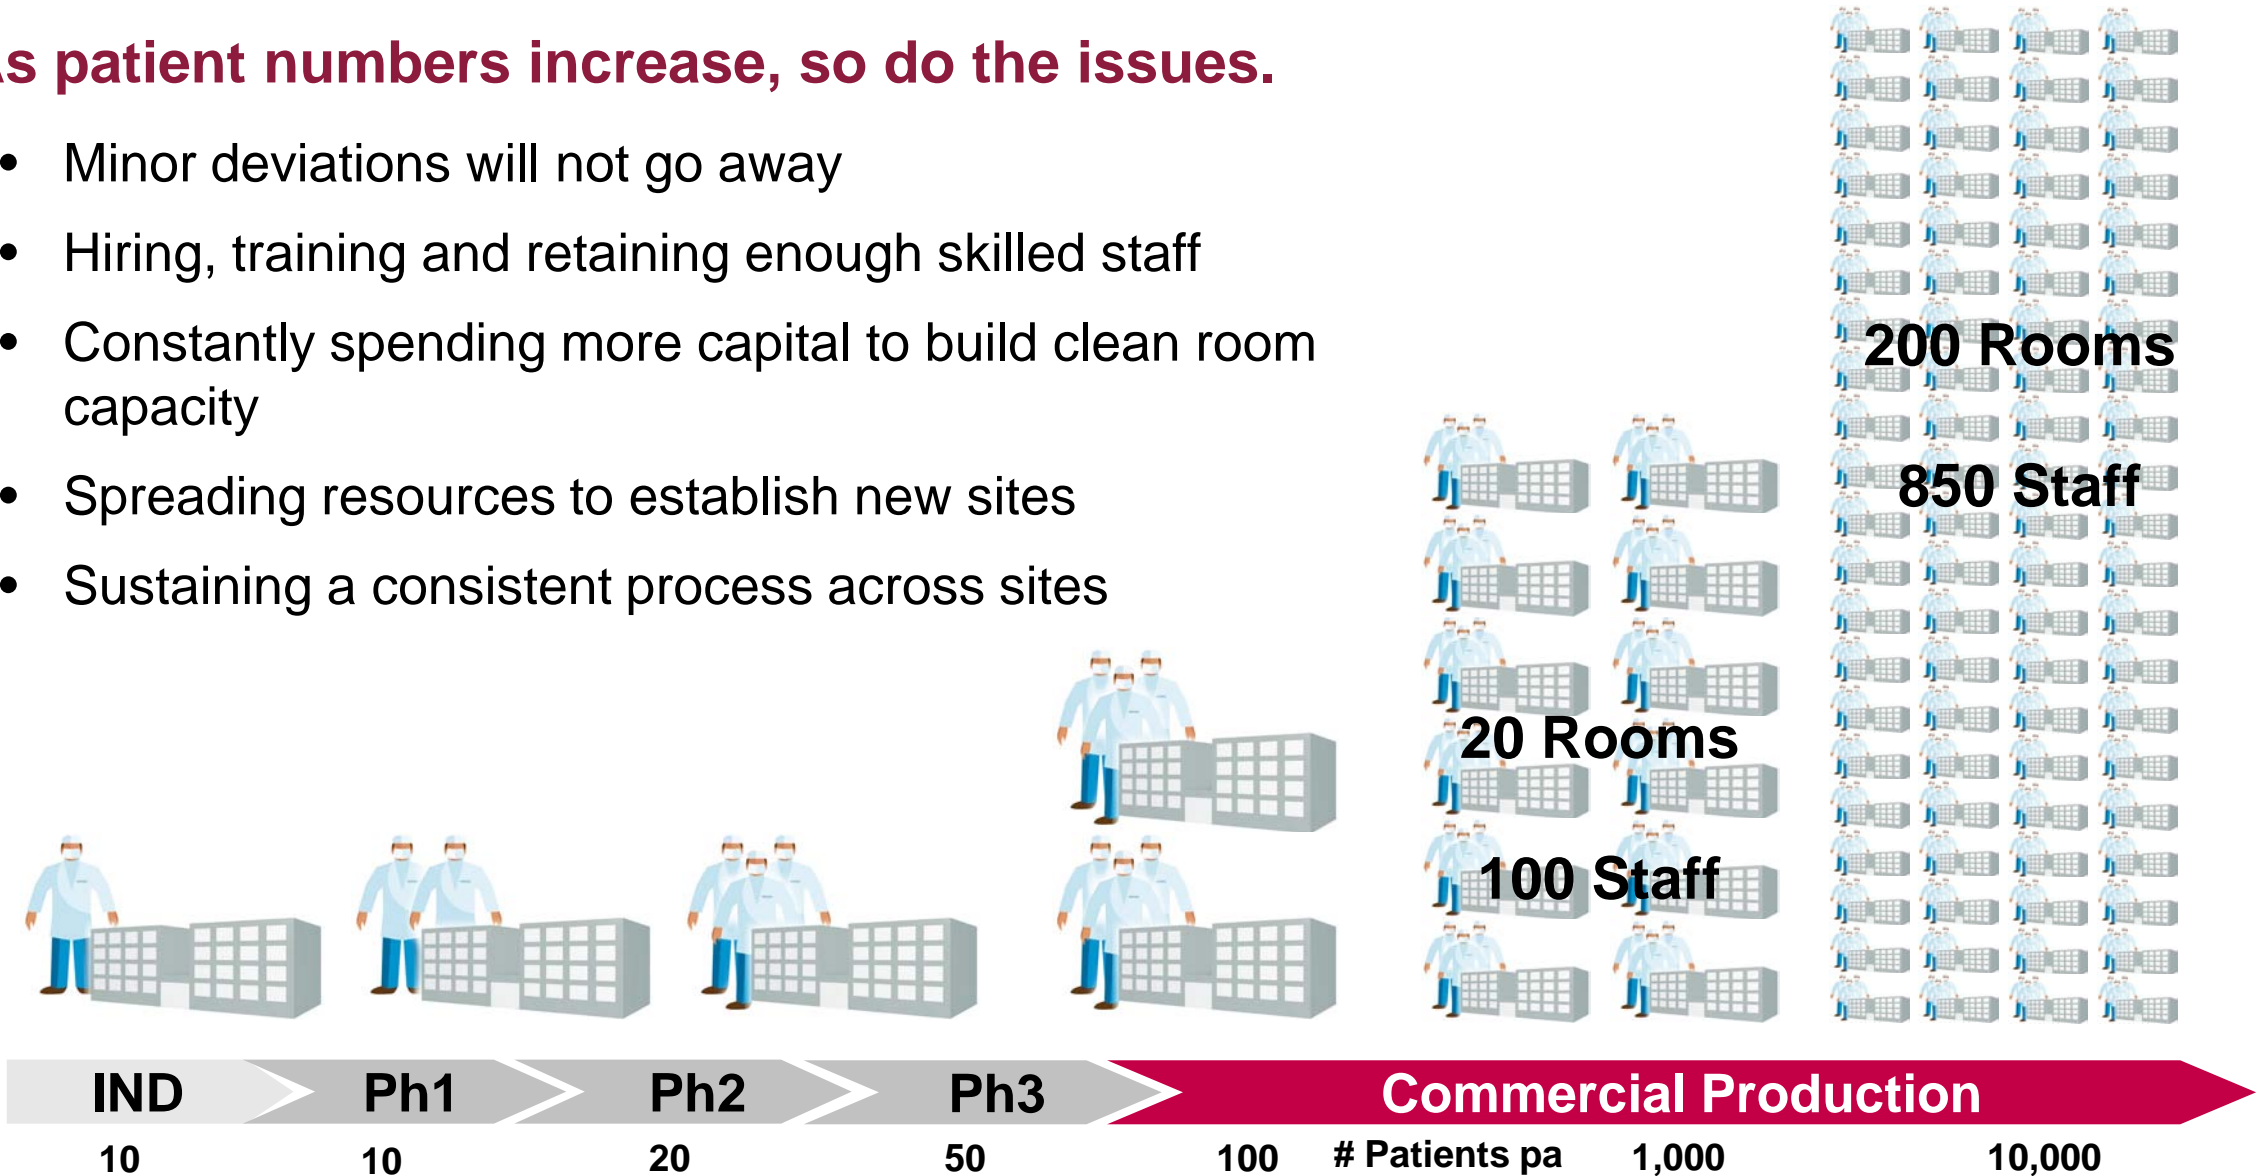 As patient numbers increase, so do the issues.
• Minor deviations will not go away
• Hiring, training and retaining enough skilled staff
• Constantly spending more capital to build clean room
capacity
• Spreading resources to establish new sites
• Sustaining a consistent process across sites
200 Rooms
850 Staff
20 Rooms
100 Staff
IND Ph1 Ph2 Ph3 Commercial Production
10 10 20 50 100 # Patients pa 1,000 10,000